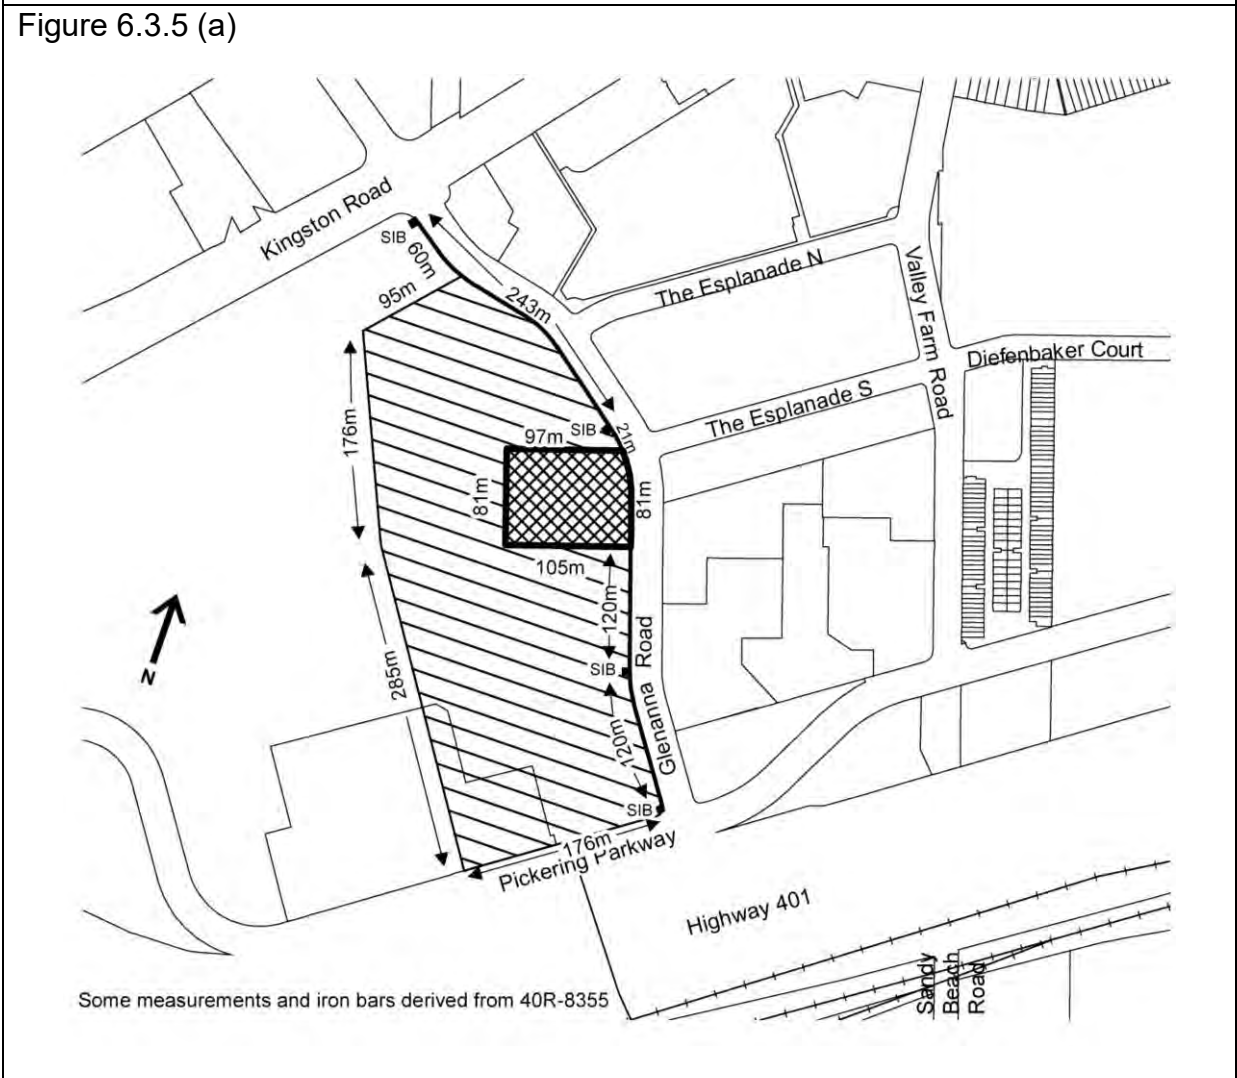 Figure 6.3.5 (a)
Kingston Road
SIB
60m
95m
243m
The Esplanade N
Valley Farm Road
Diefenbaker Court
The Esplanade S
176m
SIB
21m
97m
81m
81m
105m
120m
SIB
N
285m
Glenanna Road
120m
SIB
176m
Pickering Parkway
Highway 401
Sandy
Beach
Road
Some measurements and iron bars derived from 40R-8355